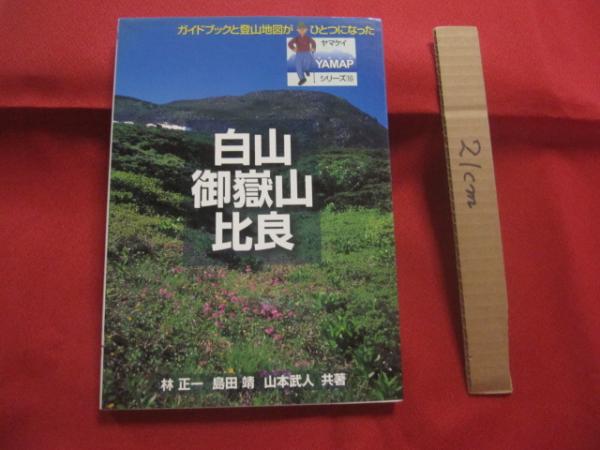 ガイドブックと登山地図が ひとつになった
ヤマケイ
YAMAP
シリーズ⑯
白山
御嶽山
比良
林 正一 島田 靖 山本武人 共著
21cm